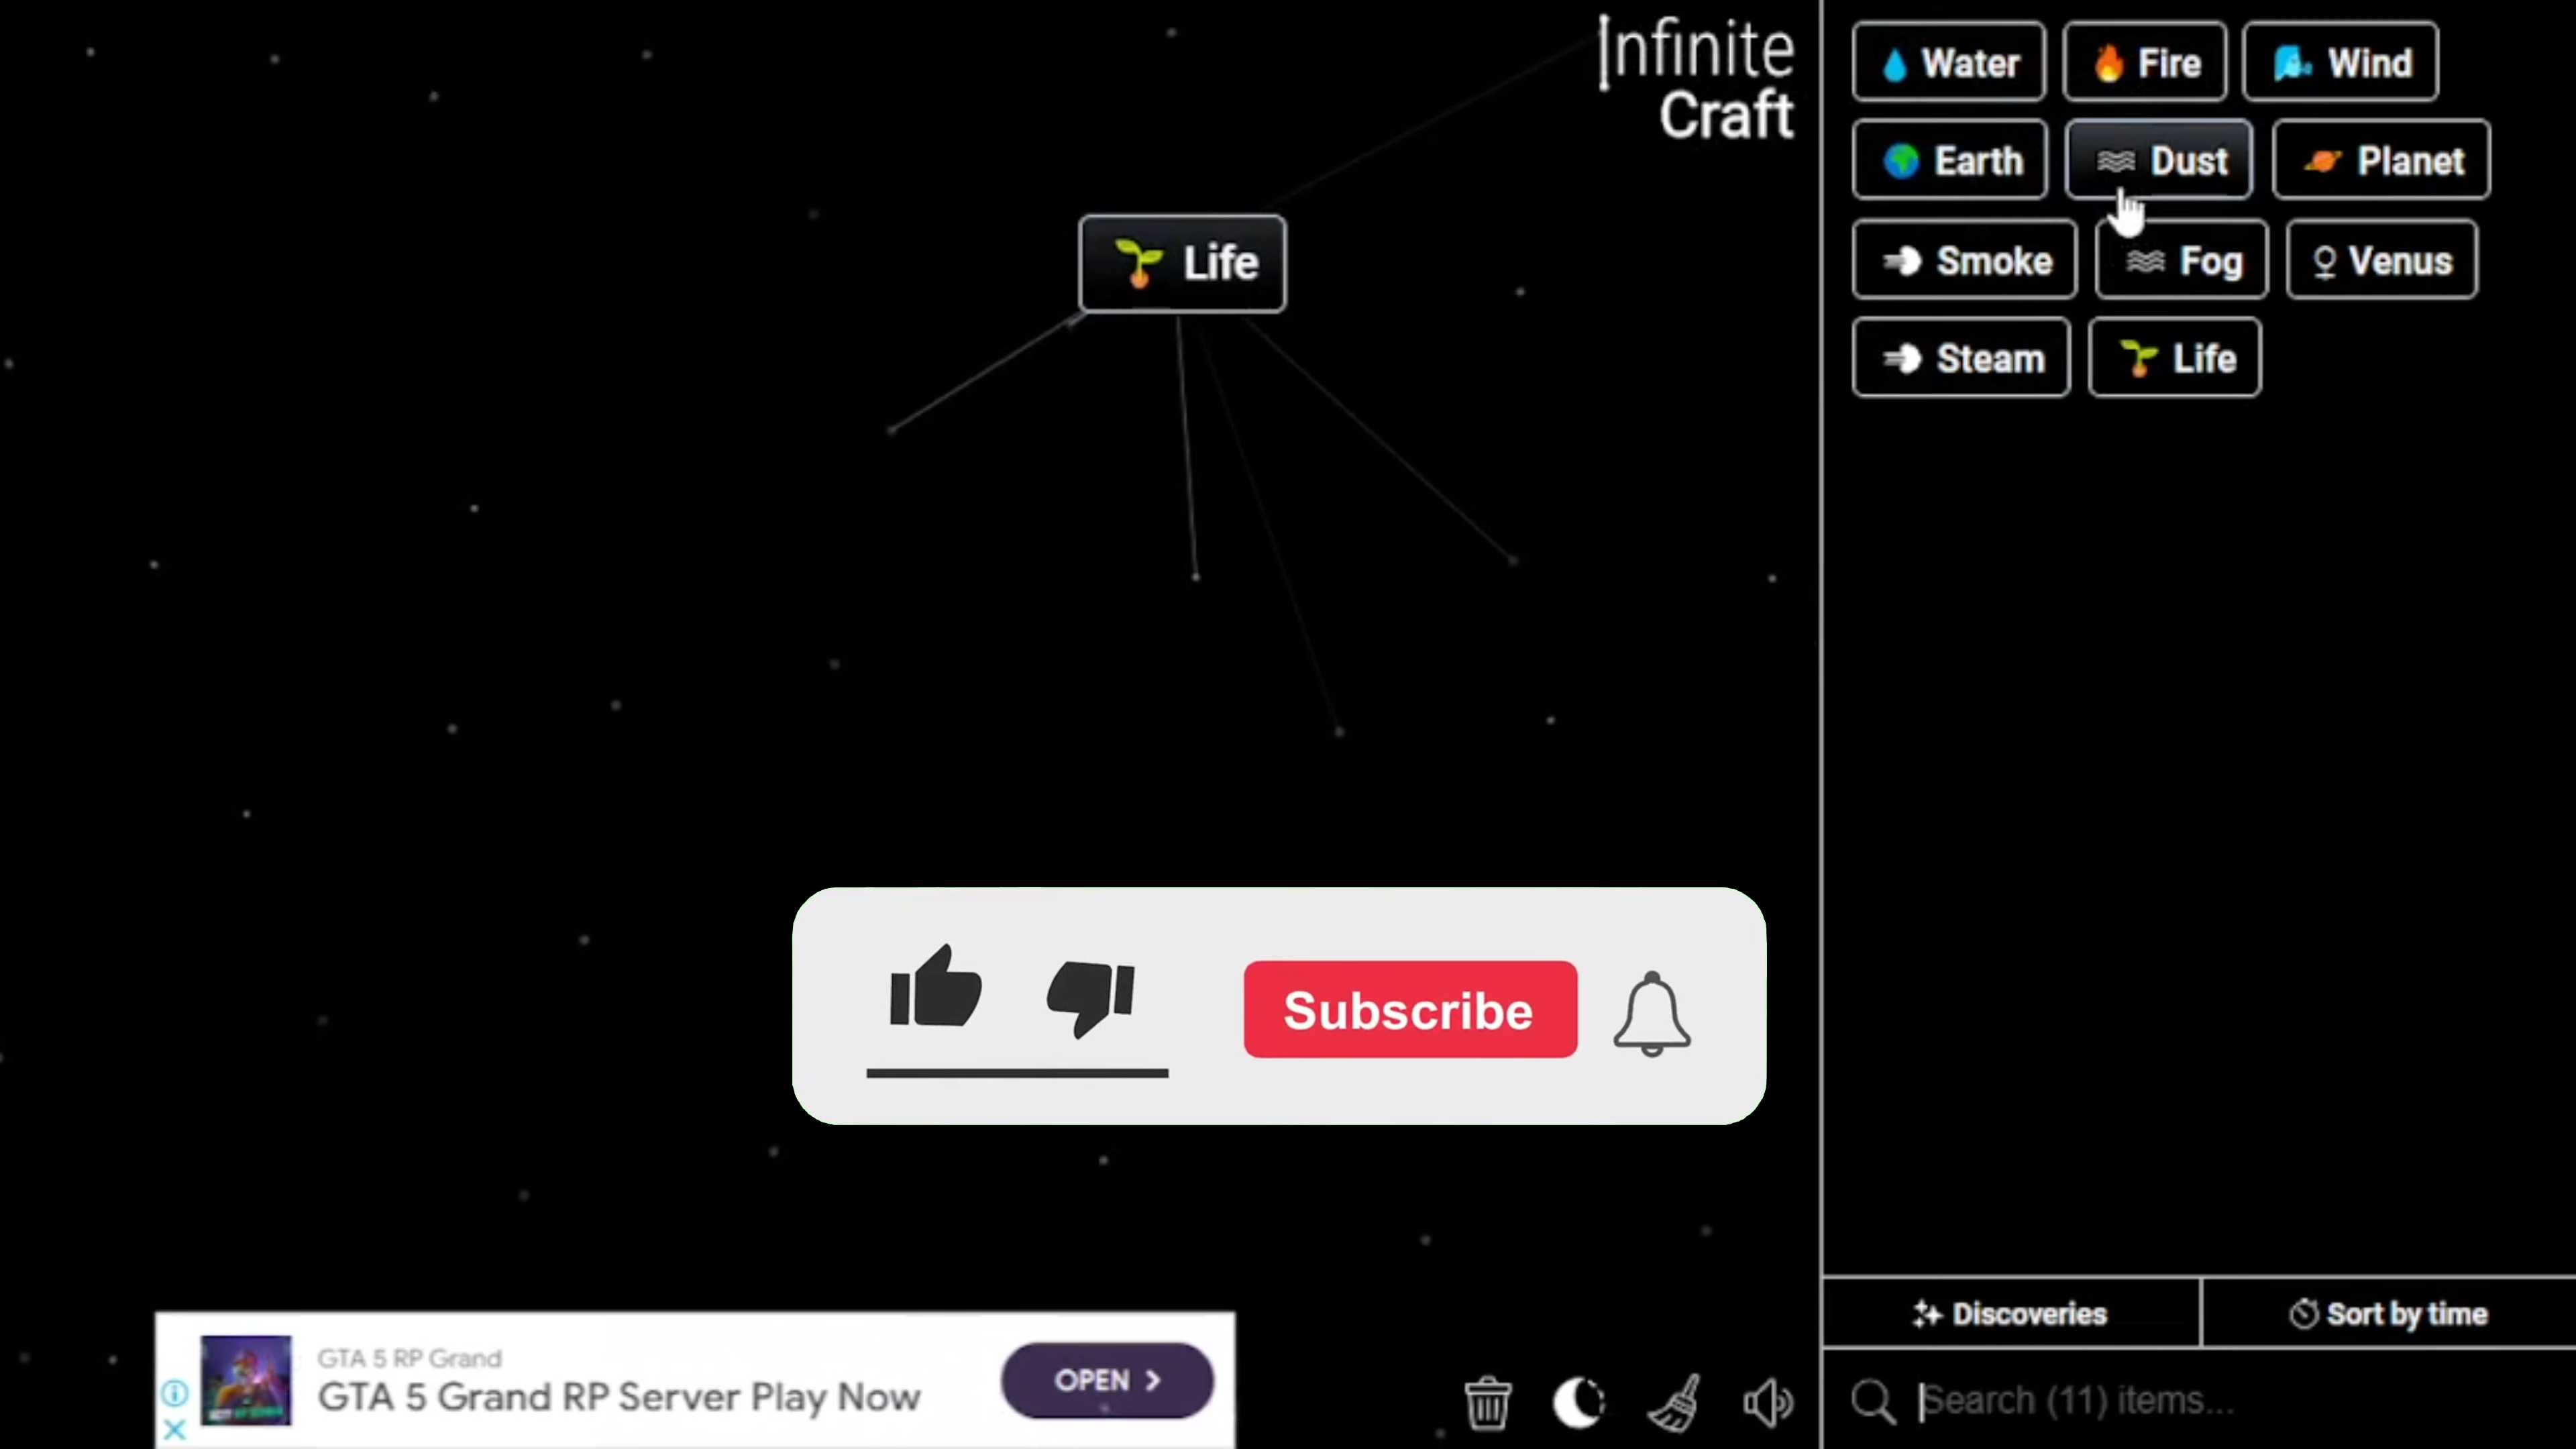 Infinite
Craft
Water
Fire
Wind
Earth
Dust
Planet
Smoke
Fog
Venus
Steam
Life
Life
Subscribe
GTA 5 RP Grand
GTA 5 Grand RP Server Play Now
OPEN
Discoveries
Sort by time
Search (11) items...